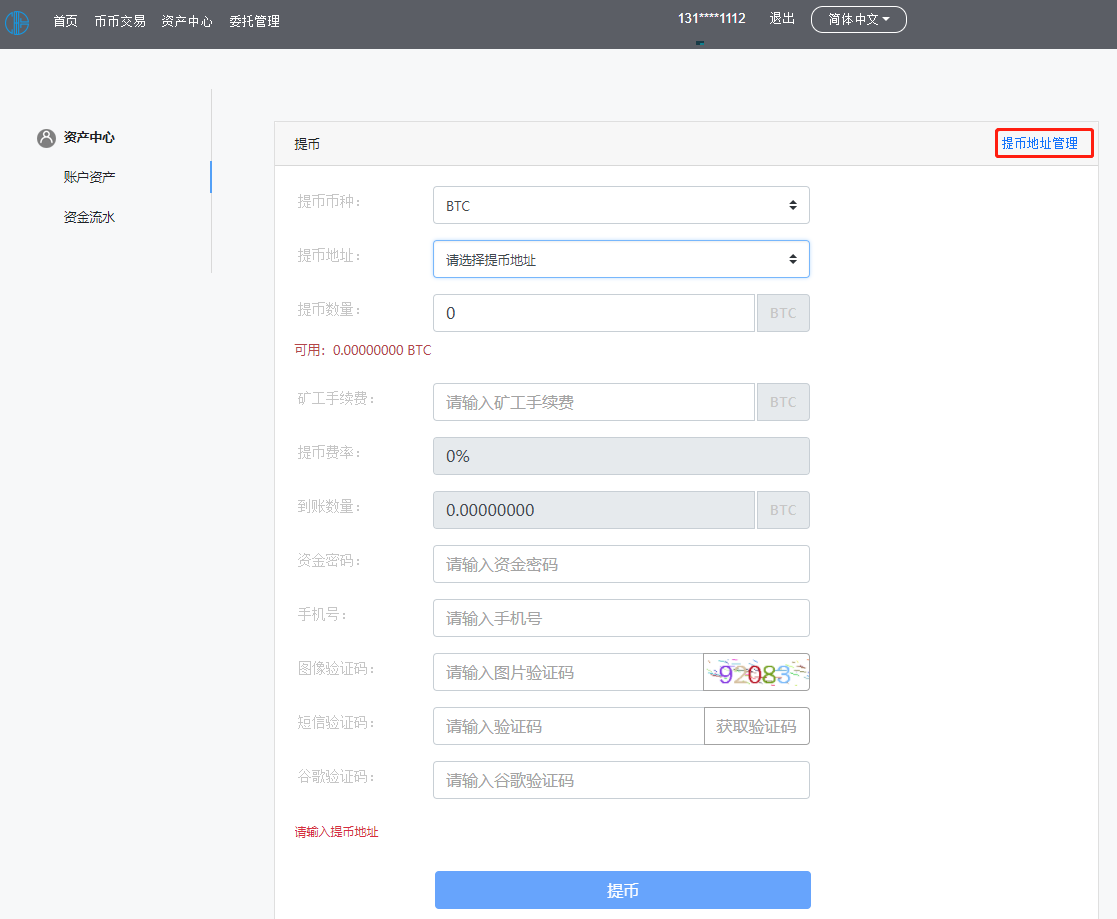 首页 币币交易 资产中心 委托管理 131****1112 退出 简体中文
资产中心
账户资产
资金流水
提币 提币地址管理
提币币种： BTC
提币地址： 请选择提币地址
提币数量： 0 BTC
可用：0.00000000 BTC
矿工手续费： 请输入矿工手续费 BTC
提币费率： 0%
到账数量： 0.00000000 BTC
资金密码： 请输入资金密码
手机号： 请输入手机号
图像验证码： 请输入图片验证码 92083
短信验证码： 请输入验证码 获取验证码
谷歌验证码： 请输入谷歌验证码
请输入提币地址
提币